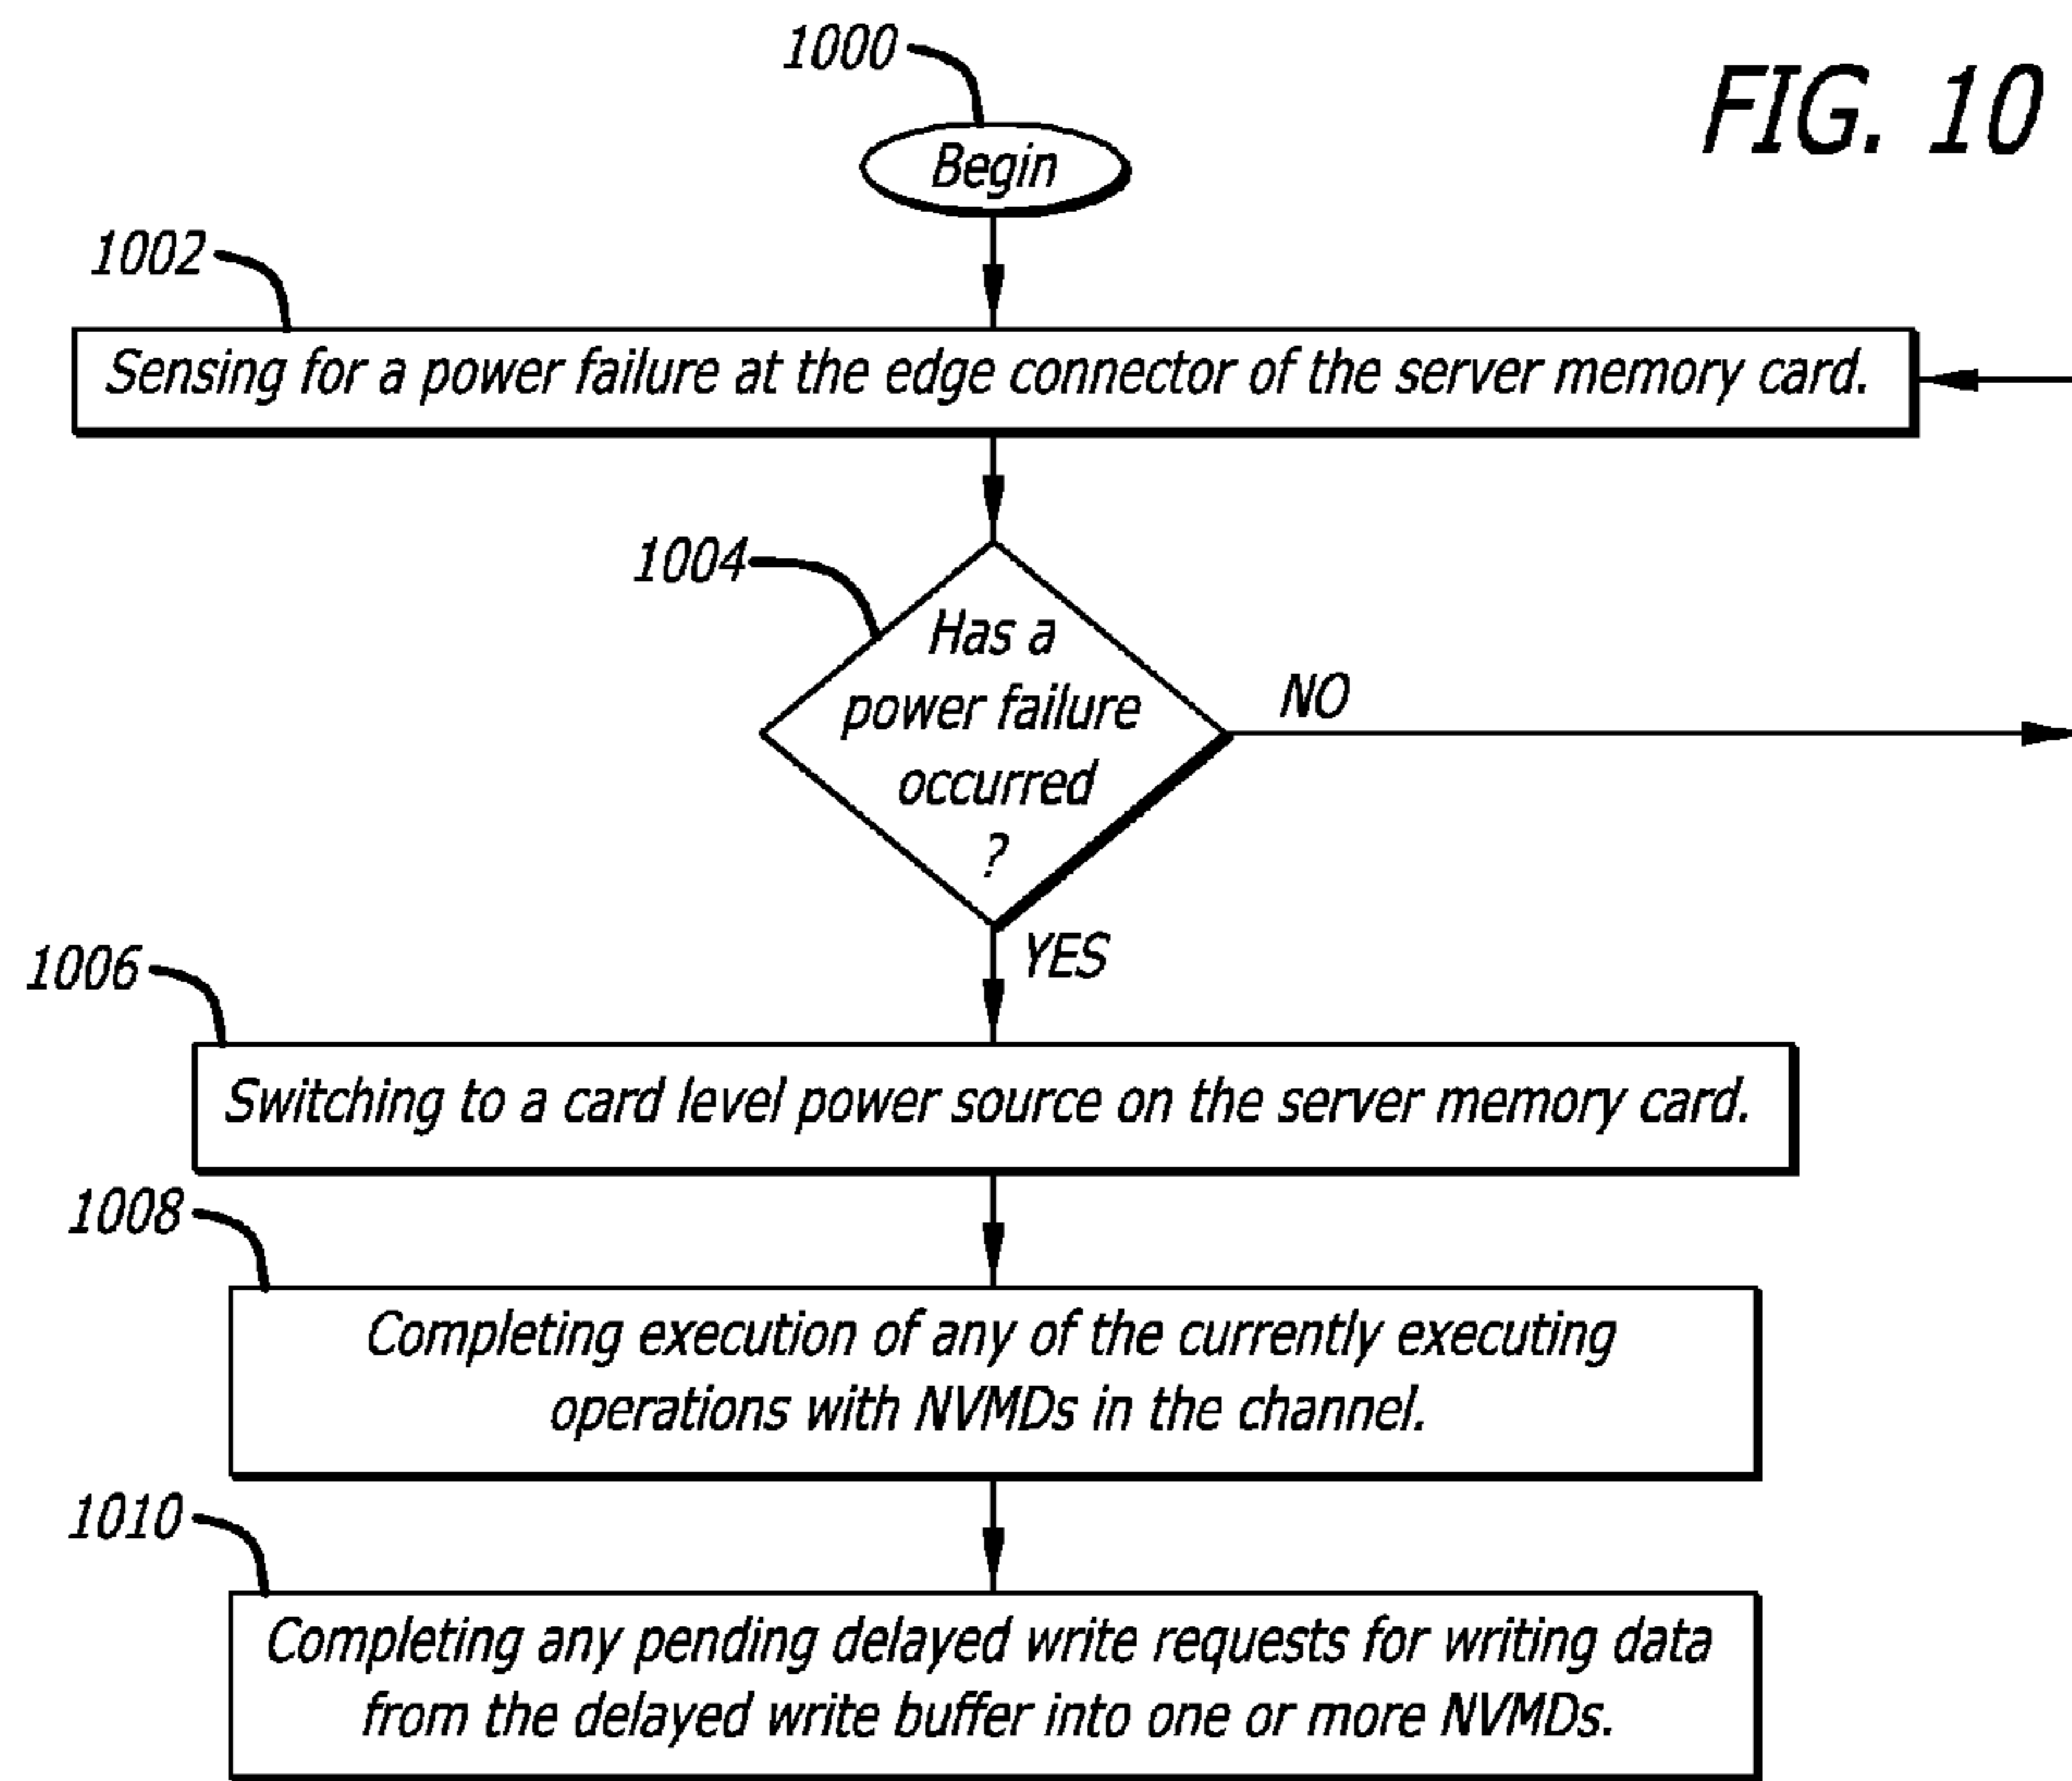 1000
FIG. 10
Begin
1002
Sensing for a power failure at the edge connector of the server memory card.
1004
Has a
power failure
occurred
?
NO
YES
1006
Switching to a card level power source on the server memory card.
1008
Completing execution of any of the currently executing
operations with NVMDs in the channel.
1010
Completing any pending delayed write requests for writing data
from the delayed write buffer into one or more NVMDs.